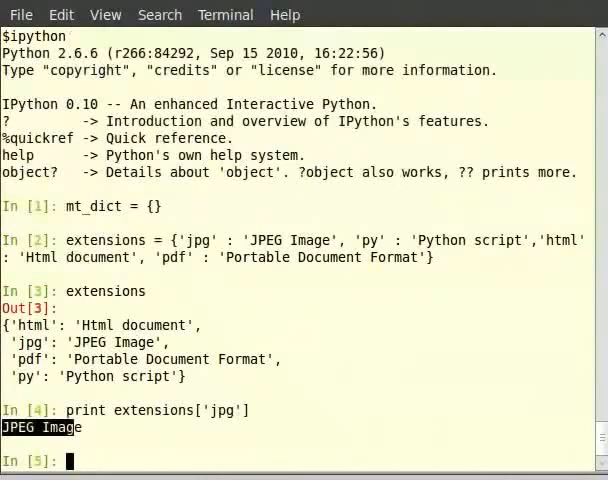 File Edit View Search Terminal Help
$ipython
Python 2.6.6 (r266:84292, Sep 15 2010, 16:22:56)
Type "copyright", "credits" or "license" for more information.
IPython 0.10 -- An enhanced Interactive Python.
? -> Introduction and overview of IPython's features.
%quickref -> Quick reference.
help -> Python's own help system.
object? -> Details about 'object'. ?object also works, ?? prints more.
In [1]: mt_dict = {}
In [2]: extensions = {'jpg' : 'JPEG Image', 'py' : 'Python script','html'
: 'Html document', 'pdf' : 'Portable Document Format'}
In [3]: extensions
Out[3]:
{'html': 'Html document',
'jpg': 'JPEG Image',
'pdf': 'Portable Document Format',
'py': 'Python script'}
In [4]: print extensions['jpg']
JPEG Image
In [5]: